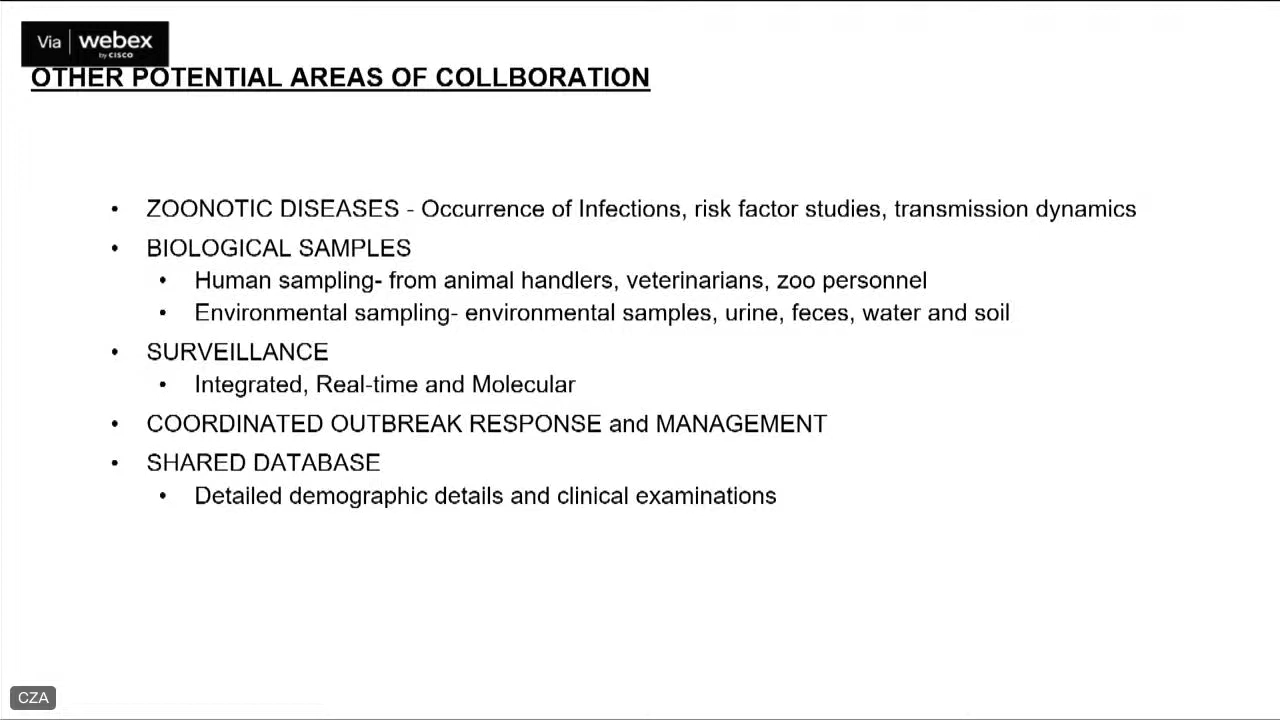 Via webex
by CISCO
OTHER POTENTIAL AREAS OF COLLBORATION
• ZOONOTIC DISEASES - Occurrence of Infections, risk factor studies, transmission dynamics
• BIOLOGICAL SAMPLES
• Human sampling- from animal handlers, veterinarians, zoo personnel
• Environmental sampling- environmental samples, urine, feces, water and soil
• SURVEILLANCE
• Integrated, Real-time and Molecular
• COORDINATED OUTBREAK RESPONSE and MANAGEMENT
• SHARED DATABASE
• Detailed demographic details and clinical examinations
CZA